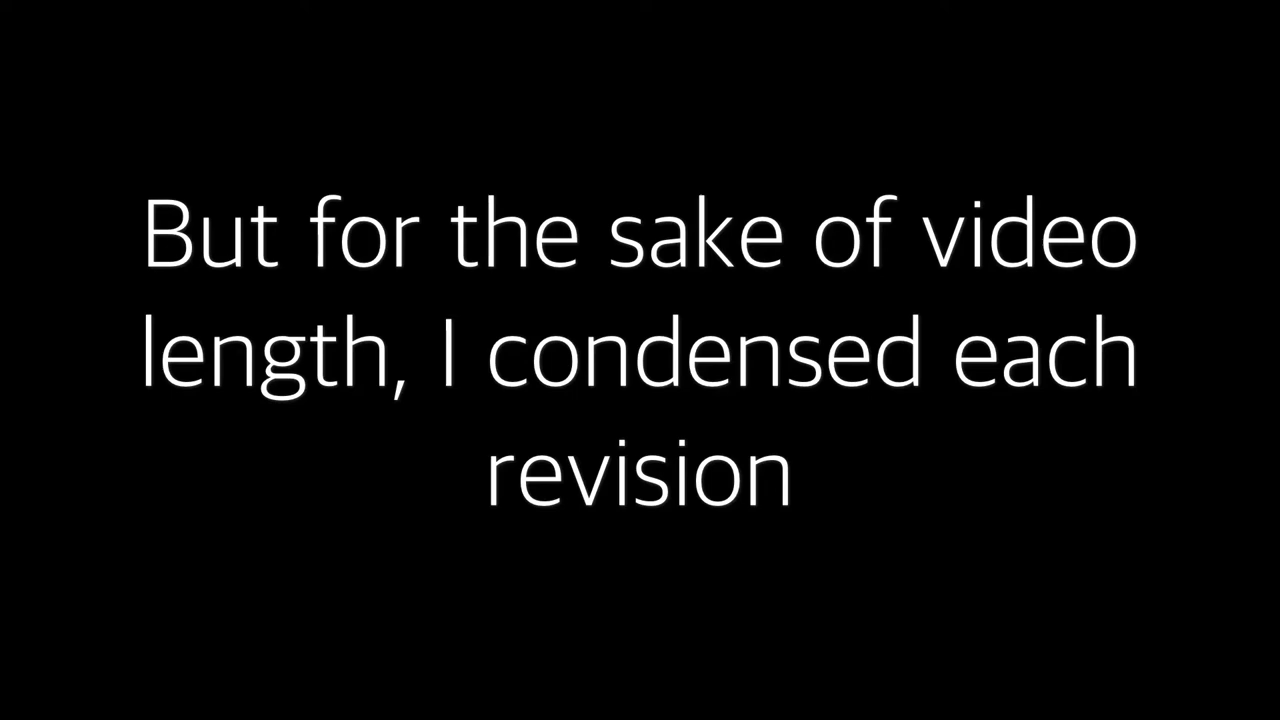 But for the sake of video
length, I condensed each
revision